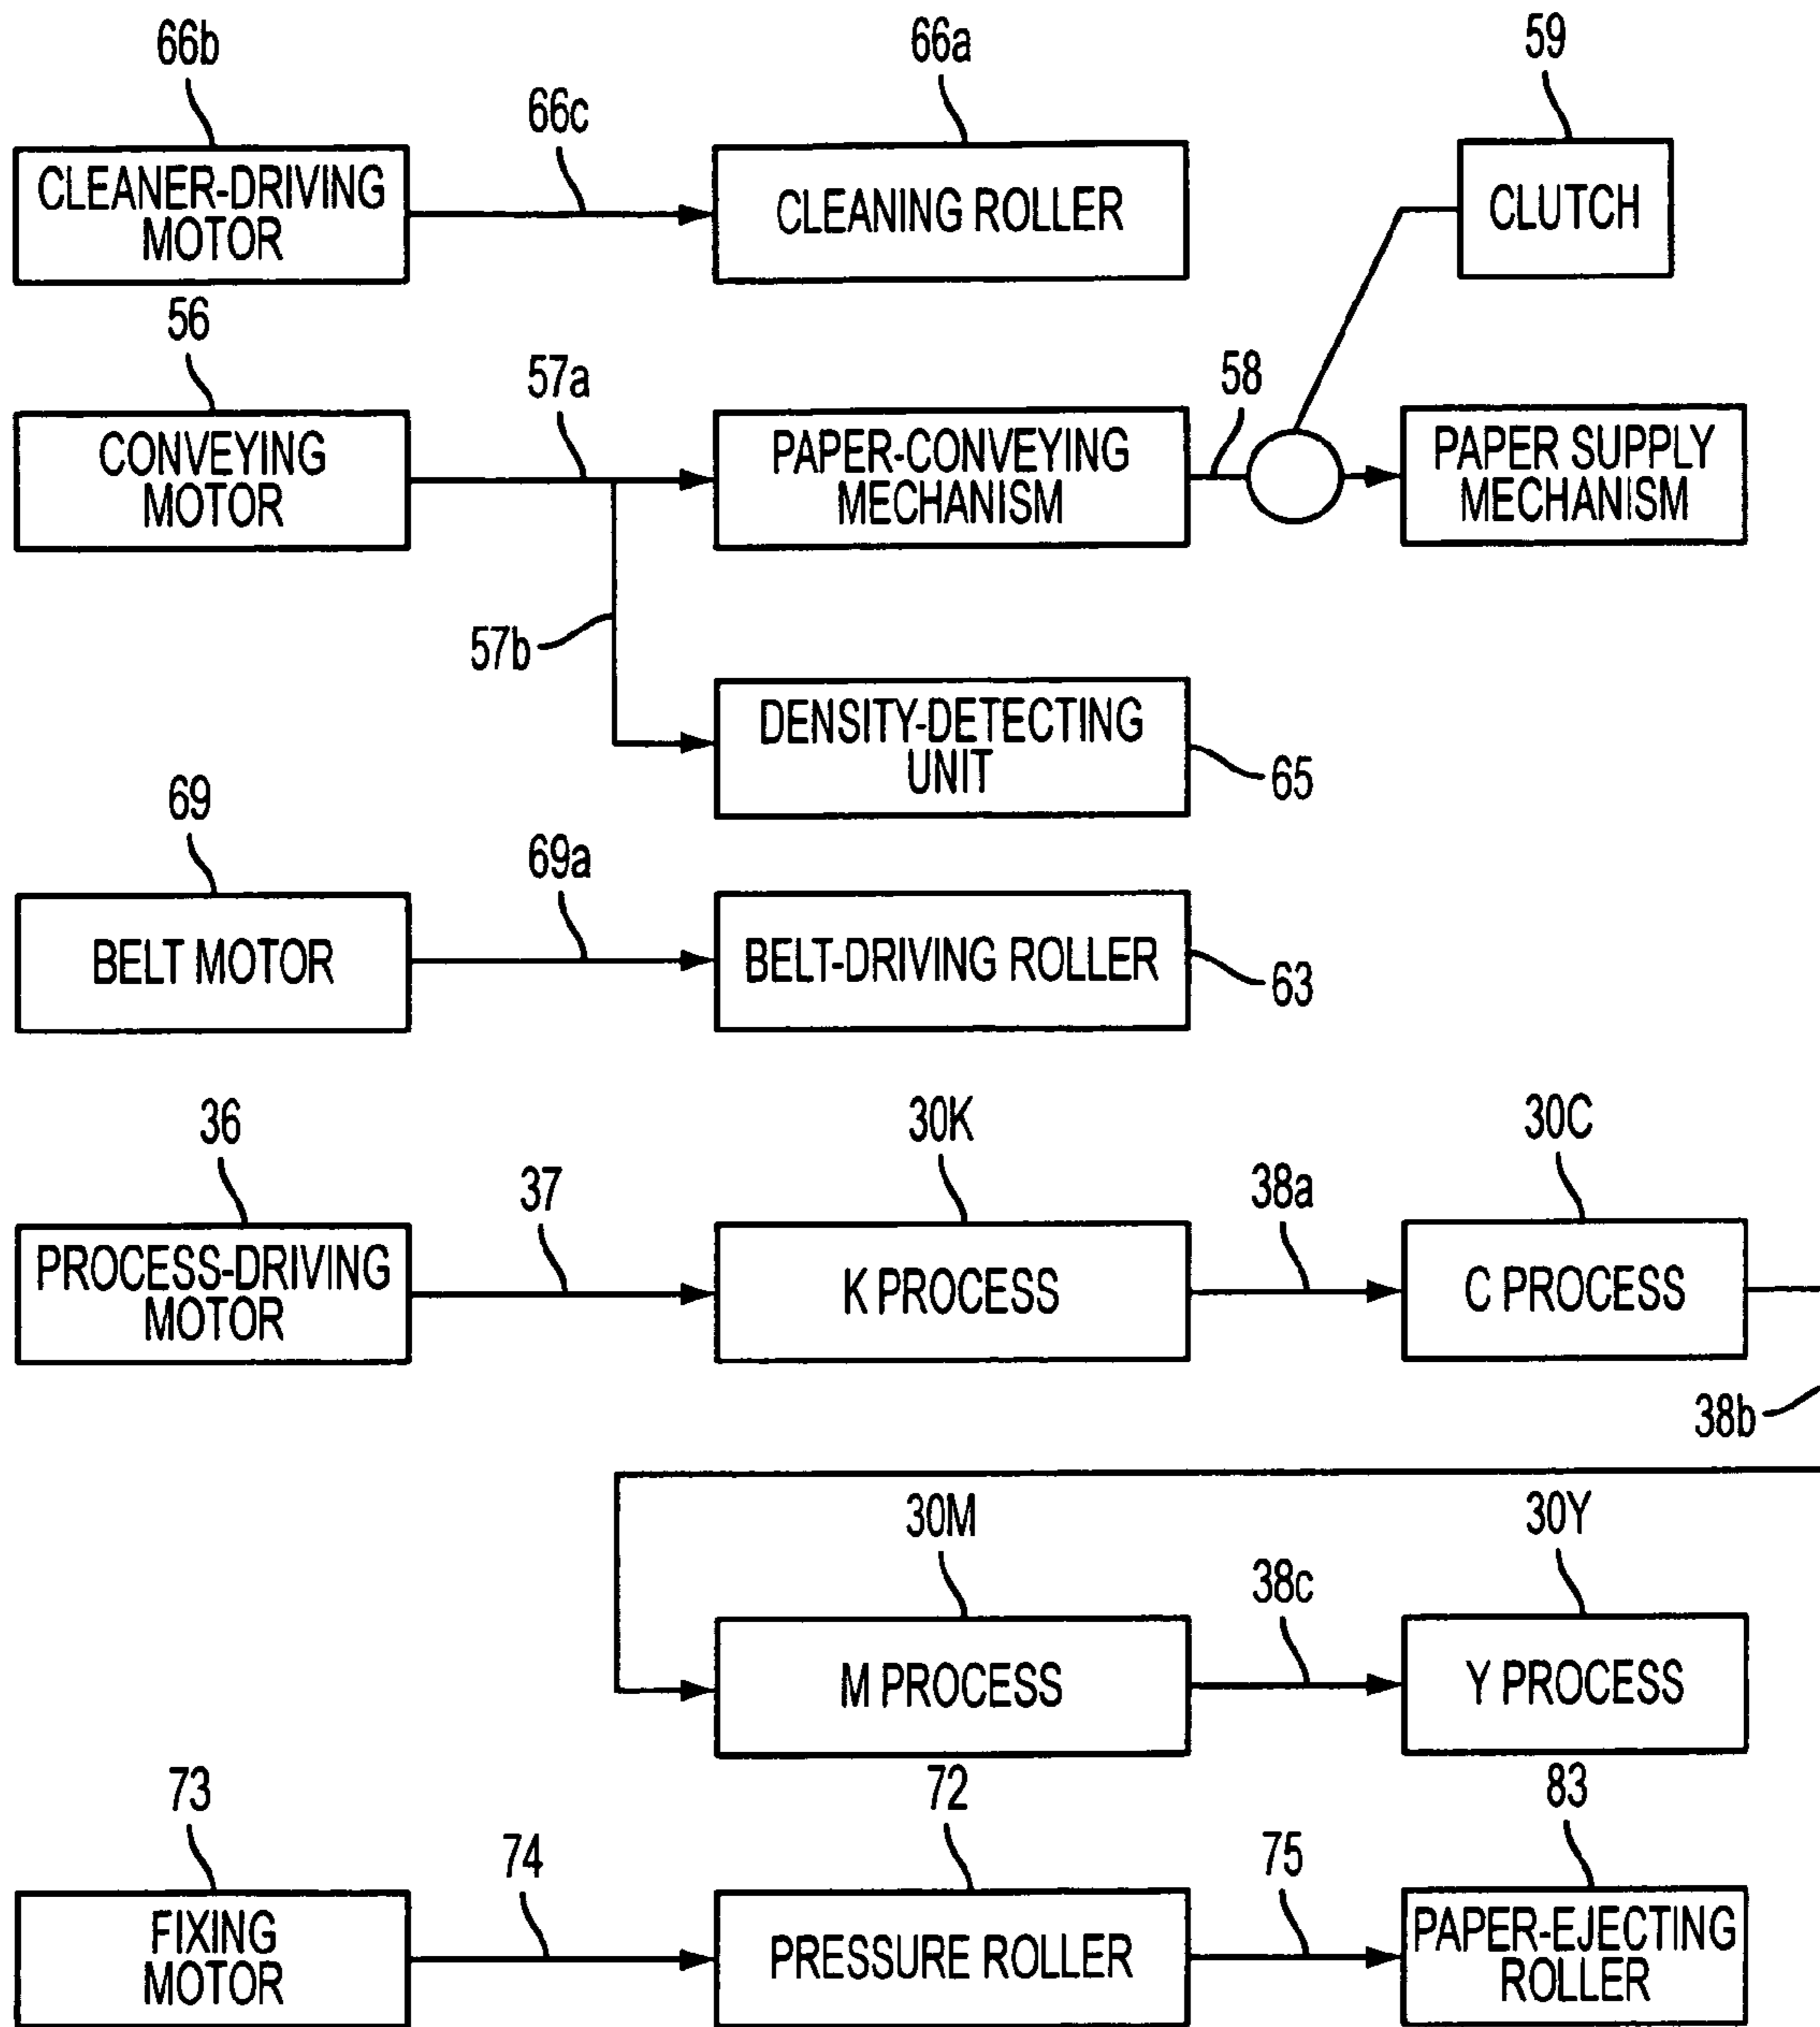 66b
66a
59
66c
CLEANER-DRIVING
MOTOR
CLEANING ROLLER
CLUTCH
56
57a
58
CONVEYING
MOTOR
PAPER-CONVEYING
MECHANISM
PAPER SUPPLY
MECHANISM
57b
DENSITY-DETECTING
UNIT
65
69
69a
BELT MOTOR
BELT-DRIVING ROLLER
63
36
30K
30C
37
38a
PROCESS-DRIVING
MOTOR
K PROCESS
C PROCESS
38b
30M
30Y
38c
M PROCESS
Y PROCESS
73
72
83
74
75
FIXING
MOTOR
PRESSURE ROLLER
PAPER-EJECTING
ROLLER